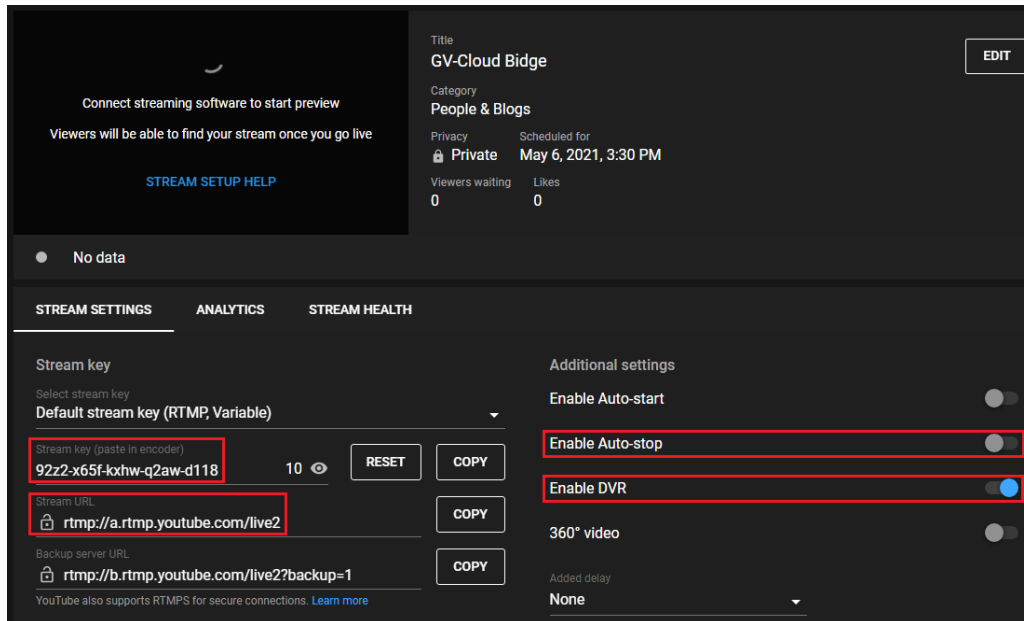 Connect streaming software to start preview
Viewers will be able to find your stream once you go live
STREAM SETUP HELP
Title
GV-Cloud Bidge
EDIT
Category
People & Blogs
Privacy Scheduled for
Private May 6, 2021, 3:30 PM
Viewers waiting Likes
0 0
No data
STREAM SETTINGS ANALYTICS STREAM HEALTH
Stream key
Select stream key
Default stream key (RTMP, Variable)
Stream key (paste in encoder)
92z2-x65f-kxhw-q2aw-d118 10 RESET COPY
Stream URL
rtmp://a.rtmp.youtube.com/live2 COPY
Backup server URL
rtmp://b.rtmp.youtube.com/live2?backup=1 COPY
YouTube also supports RTMPS for secure connections. Learn more
Additional settings
Enable Auto-start
Enable Auto-stop
Enable DVR
360° video
Added delay
None